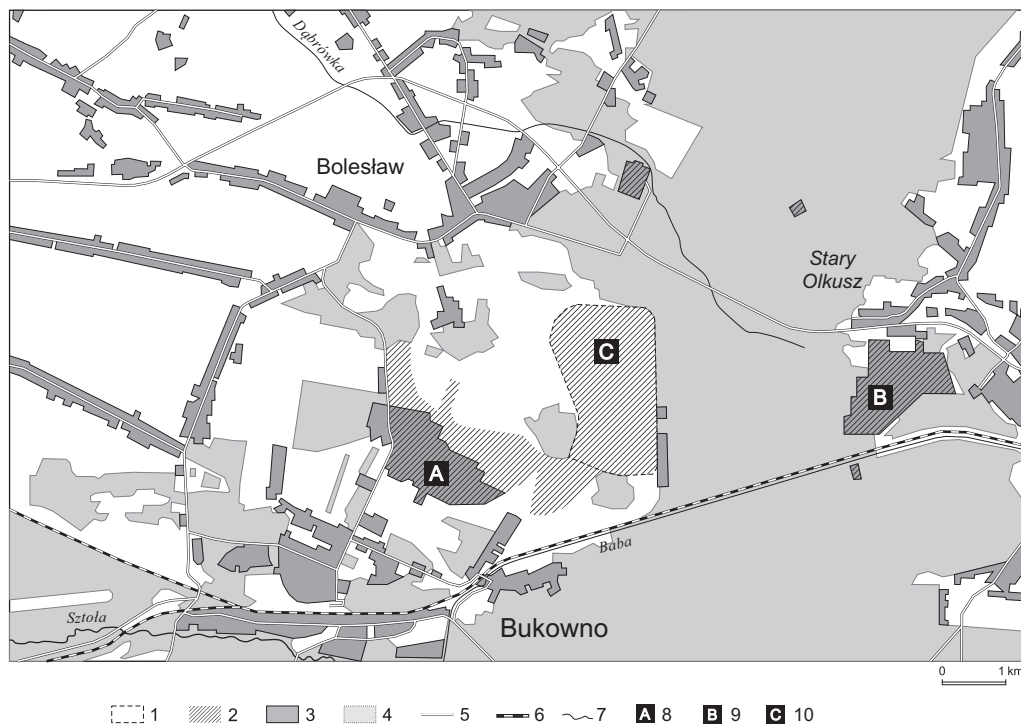 Dąbrówka
Bolesław
Stary
Olkusz
C
B
A
Baba
Sztoła
Bukowno
0 1 km
1 2 3 4 5 6 7 A 8 B 9 C 10